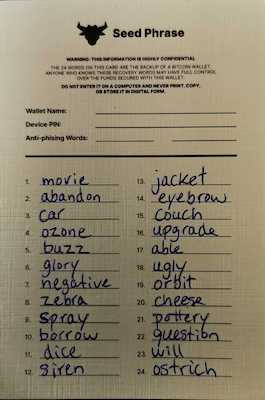 Seed Phrase
WARNING: THIS INFORMATION IS HIGHLY CONFIDENTIAL
THE 24 WORDS ON THIS CARD ARE THE BACKUP OF A BITCOIN WALLET.
ANYONE WHO KNOWS THESE RECOVERY WORDS MAY HAVE FULL CONTROL
OVER THE FUNDS SECURED WITH THIS WALLET.
DO NOT ENTER IT ON A COMPUTER AND NEVER PRINT, COPY,
OR STORE IT IN DIGITAL FORM.
Wallet Name:
Device PIN:
Anti-phising Words:
1. movie
2. abandon
3. car
4. ozone
5. buzz
6. glory
7. negative
8. zebra
9. spray
10. borrow
11. dice
12. siren
13. jacket
14. eyebrow
15. couch
16. upgrade
17. able
18. ugly
19. orbit
20. cheese
21. pottery
22. question
23. will
24. ostrich